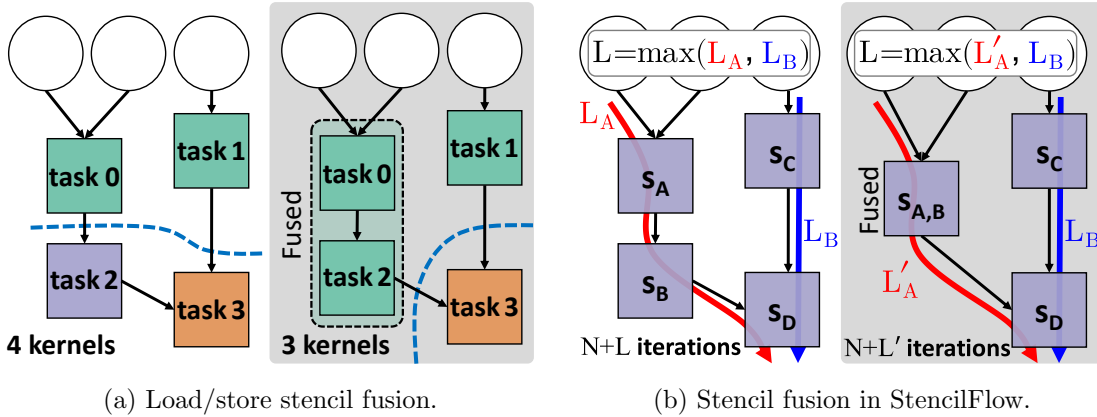 task 0
task 1
task 2
task 3
4 kernels
Fused
task 0
task 1
task 2
task 3
3 kernels
(a) Load/store stencil fusion.
L=max(L_A, L_B)
L_A
s_A
s_C
L_B
s_B
s_D
N+L iterations
L=max(L′_A, L_B)
Fused
s_A,B
s_C
L_B
L′_A
s_D
N+L′ iterations
(b) Stencil fusion in StencilFlow.